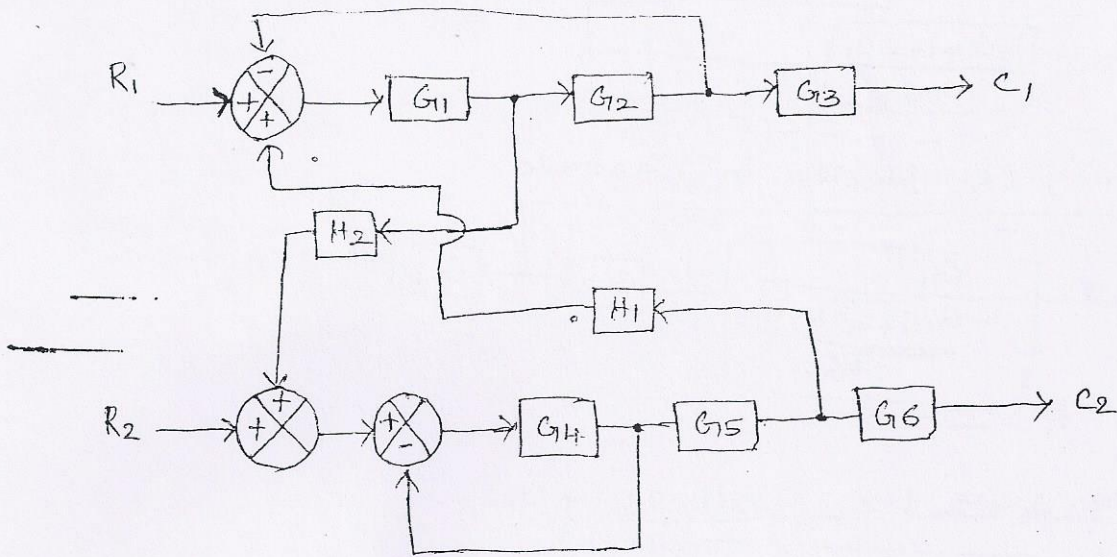 R1 + - + G1 G2 G3 C1
H2
H1
R2 + + + - G4 G5 G6 C2